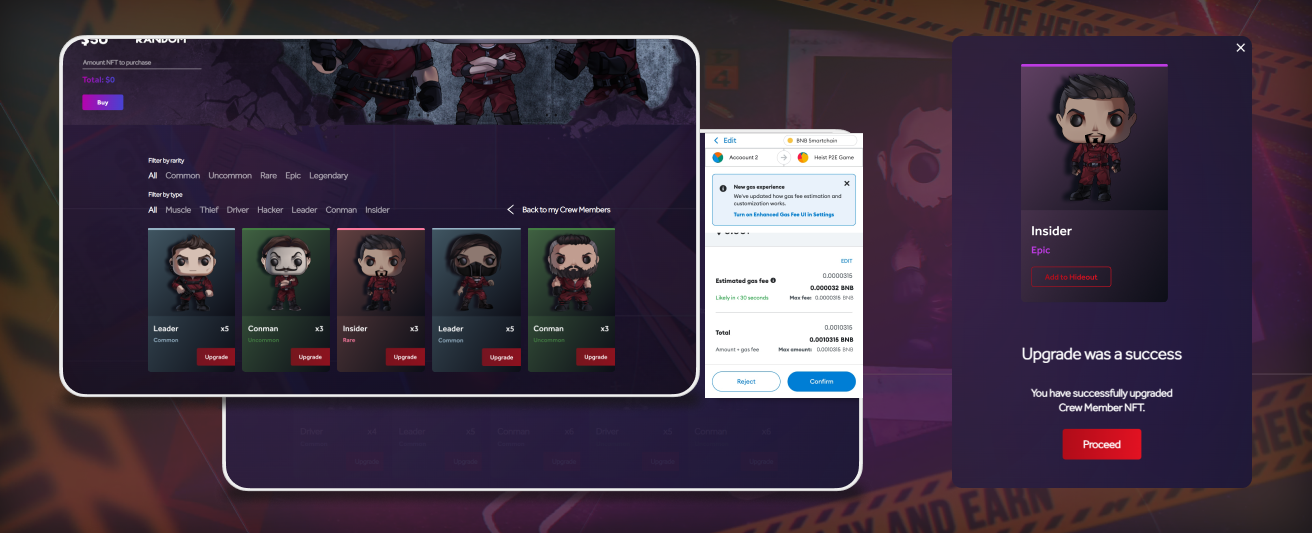 $50 RANDOM
Amount NFT to purchase
Total: $0
Buy
Filter by rarity
All Common Uncommon Rare Epic Legendary
Filter by type
All Muscle Thief Driver Hacker Leader Conman Insider
Back to my Crew Members
Leader x5
Common
Upgrade
Conman x3
Uncommon
Upgrade
Insider x3
Rare
Upgrade
Leader x5
Common
Upgrade
Conman x3
Uncommon
Upgrade
Edit
BNB Smartchain
Account 2
Heist P2E Game
New gas experience
We've updated how gas fee estimation and
customization works.
Turn on Enhanced Gas Fee UI in Settings
EDIT
0.0000315
Estimated gas fee 0.000032 BNB
Likely in < 30 seconds Max fee: 0.0000315 BNB
0.0010315
Total 0.0010315 BNB
Amount + gas fee Max amount: 0.0010315 BNB
Reject
Confirm
THE HEIST
Insider
Epic
Add to Hideout
Upgrade was a success
You have successfully upgraded
Crew Member NFT.
Proceed
AND EARN